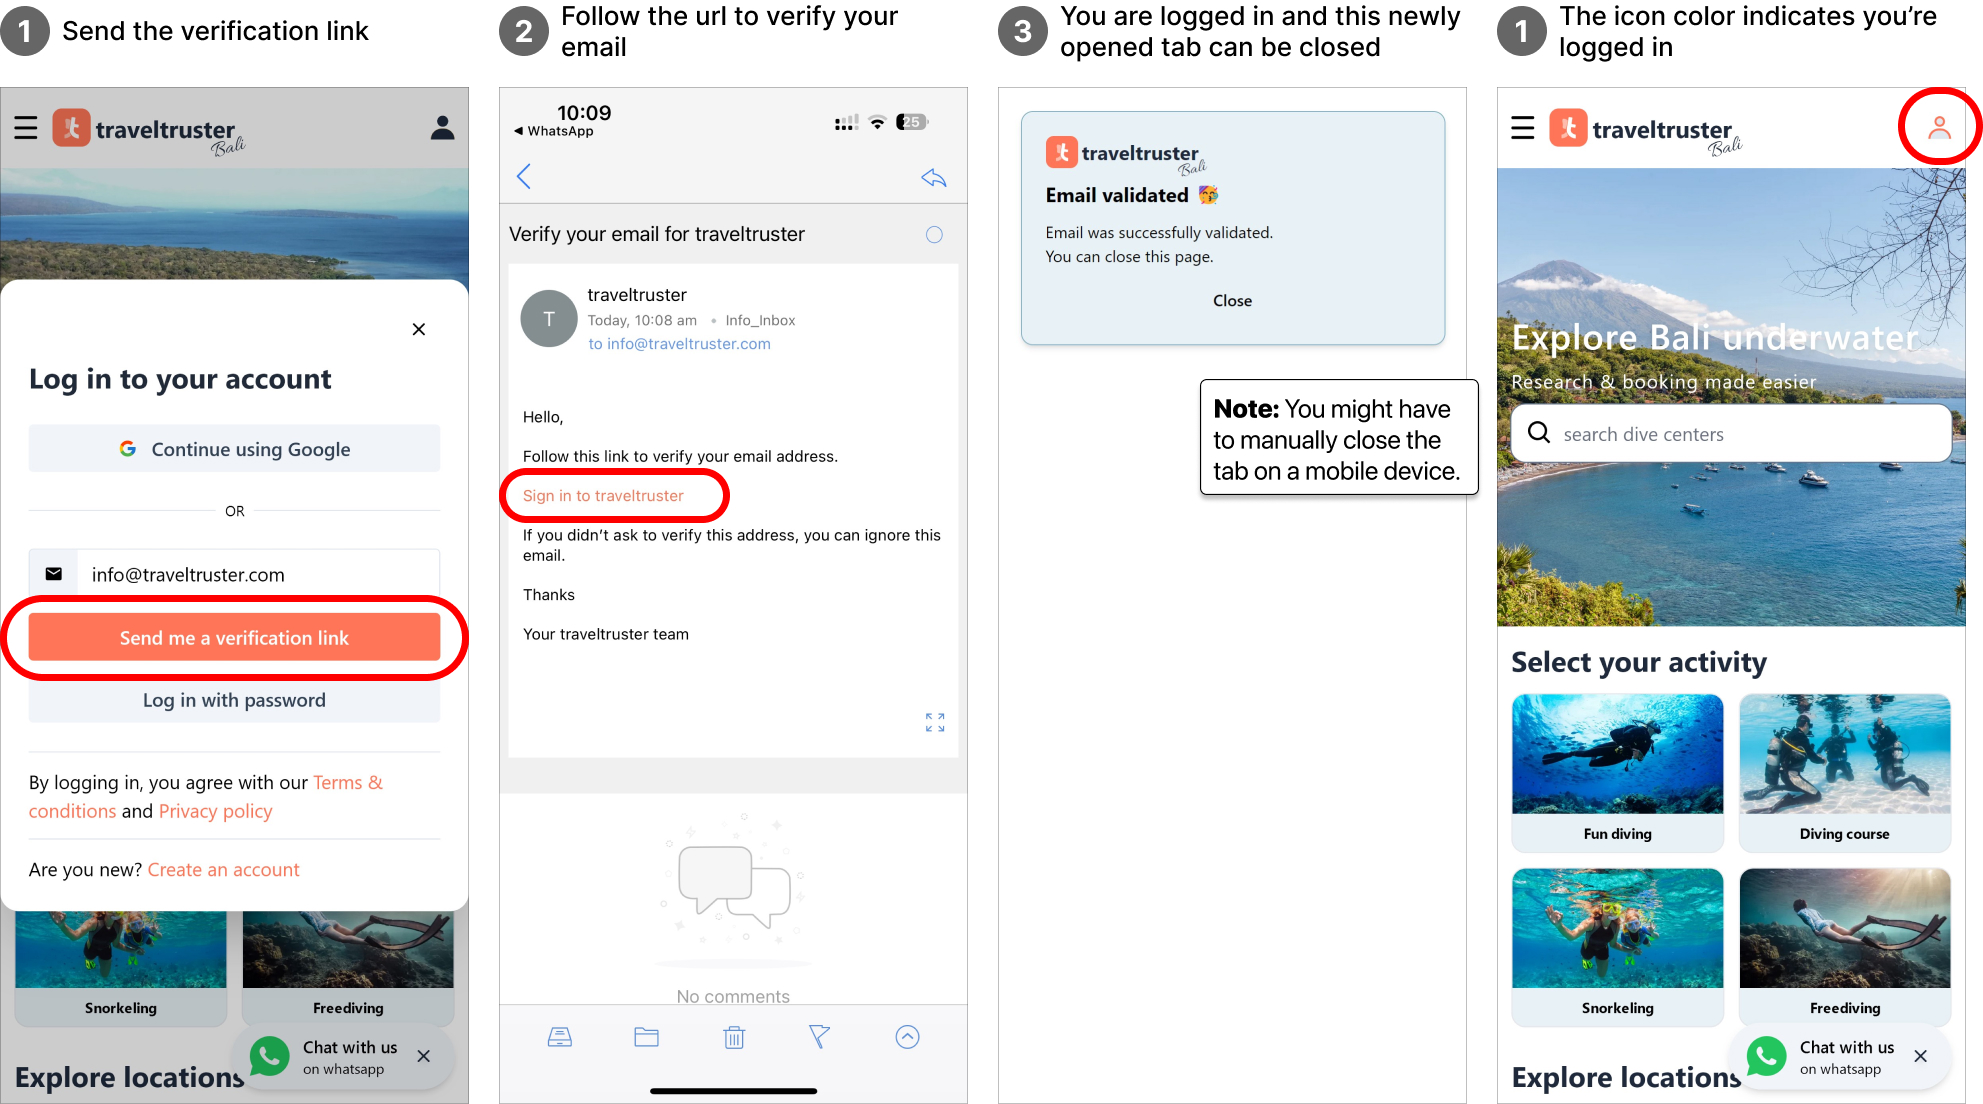 1 Send the verification link
traveltruster
Bali
Log in to your account
Continue using Google
OR
info@traveltruster.com
Send me a verification link
Log in with password
By logging in, you agree with our Terms &
conditions and Privacy policy
Are you new? Create an account
Snorkeling
Freediving
Chat with us
on whatsapp
Explore locations
2 Follow the url to verify your
email
10:09
WhatsApp
25
Verify your email for traveltruster
T
traveltruster
Today, 10:08 am • Info_Inbox
to info@traveltruster.com
Hello,
Follow this link to verify your email address.
Sign in to traveltruster
If you didn’t ask to verify this address, you can ignore this
email.
Thanks
Your traveltruster team
No comments
3 You are logged in and this newly
opened tab can be closed
traveltruster
Bali
Email validated
Email was successfully validated.
You can close this page.
Close
Note: You might have
to manually close the
tab on a mobile device.
1 The icon color indicates you’re
logged in
traveltruster
Bali
Explore Bali underwater
Research & booking made easier
search dive centers
Select your activity
Fun diving
Diving course
Snorkeling
Freediving
Chat with us
on whatsapp
Explore locations